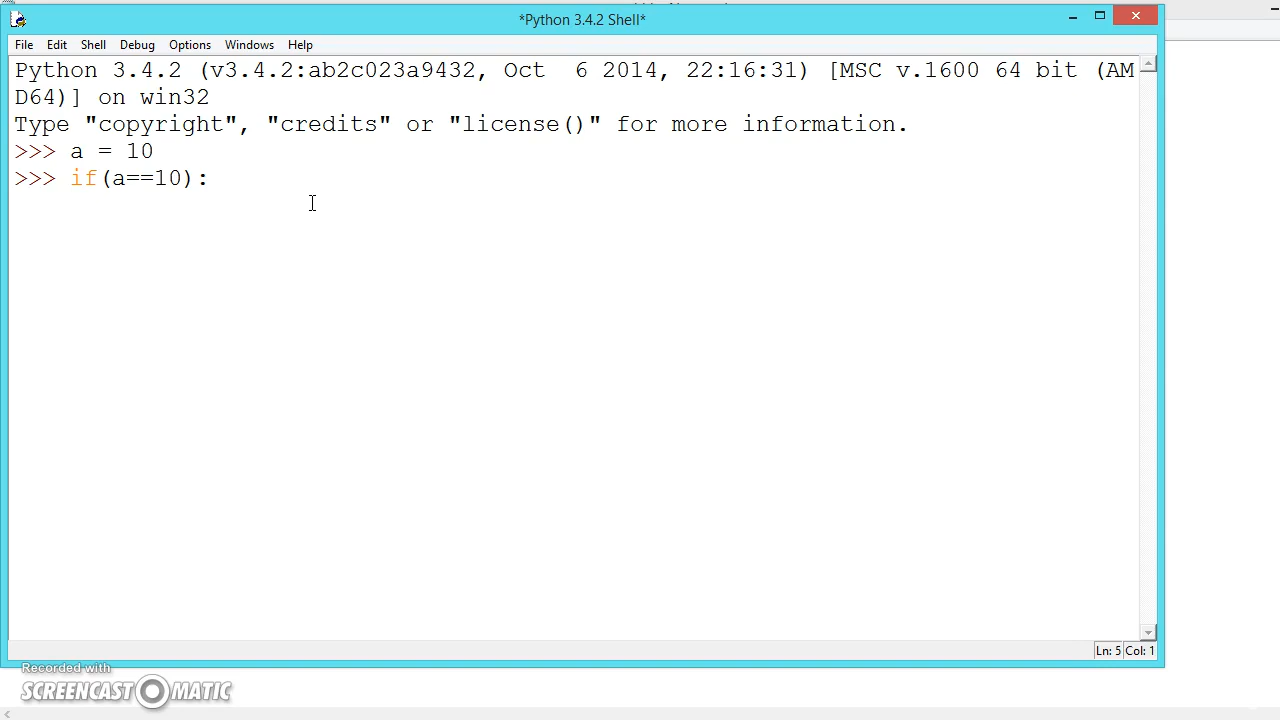 *Python 3.4.2 Shell*
File Edit Shell Debug Options Windows Help
Python 3.4.2 (v3.4.2:ab2c023a9432, Oct  6 2014, 22:16:31) [MSC v.1600 64 bit (AM
D64)] on win32
Type "copyright", "credits" or "license()" for more information.
>>> a = 10
>>> if(a==10):
Ln: 5 Col: 1
Recorded with
SCREENCAST MATIC